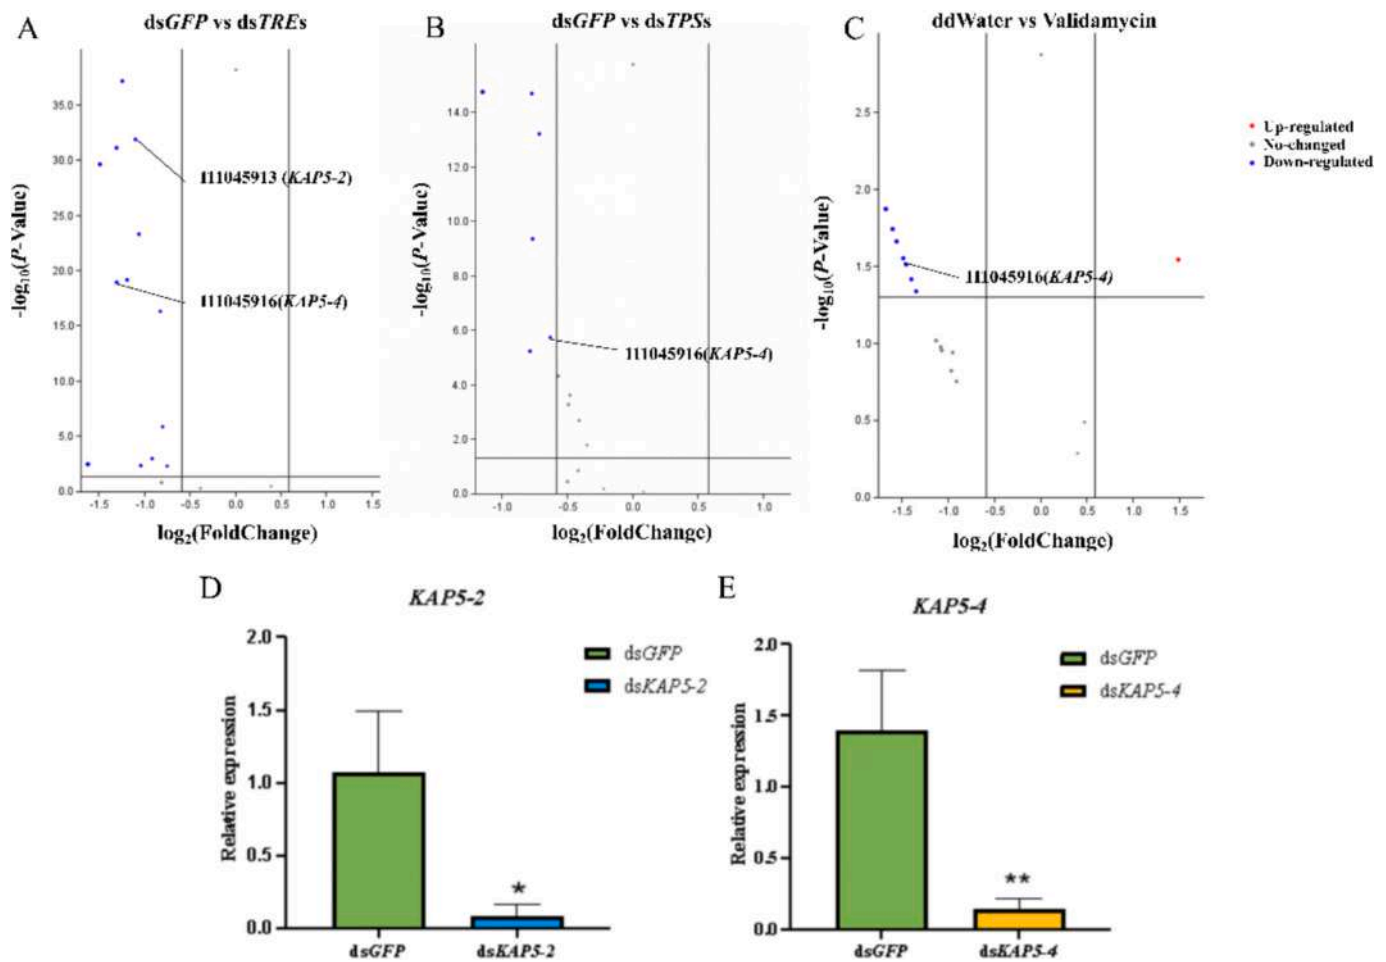 A
dsGFP vs dsTREs
35.0
30.0
25.0
20.0
15.0
10.0
5.0
0.0
-log10(P-Value)
111045913 (KAP5-2)
111045916(KAP5-4)
-1.5 -1.0 -0.5 0.0 0.5 1.0 1.5
log2(FoldChange)
B
dsGFP vs dsTPSs
14.0
12.0
10.0
8.0
6.0
4.0
2.0
0.0
-log10(P-Value)
111045916(KAP5-4)
-1.0 -0.5 0.0 0.5 1.0
log2(FoldChange)
C
ddWater vs Validamycin
2.5
2.0
1.5
1.0
0.5
0.0
-log10(P-Value)
111045916(KAP5-4)
-1.5 -1.0 -0.5 0.0 0.5 1.0 1.5
log2(FoldChange)
Up-regulated
No-changed
Down-regulated
D
KAP5-2
2.0
1.5
1.0
0.5
0.0
Relative expression
dsGFP
dsKAP5-2
*
dsGFP dsKAP5-2
E
KAP5-4
2.0
1.5
1.0
0.5
0.0
Relative expression
dsGFP
dsKAP5-4
**
dsGFP dsKAP5-4